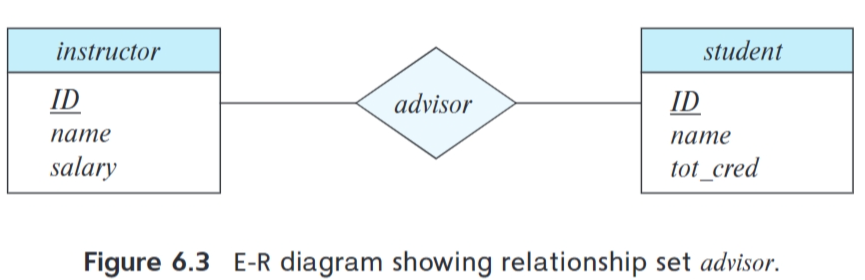 instructor
ID
name
salary
advisor
student
ID
name
tot_cred
Figure 6.3 E-R diagram showing relationship set advisor.